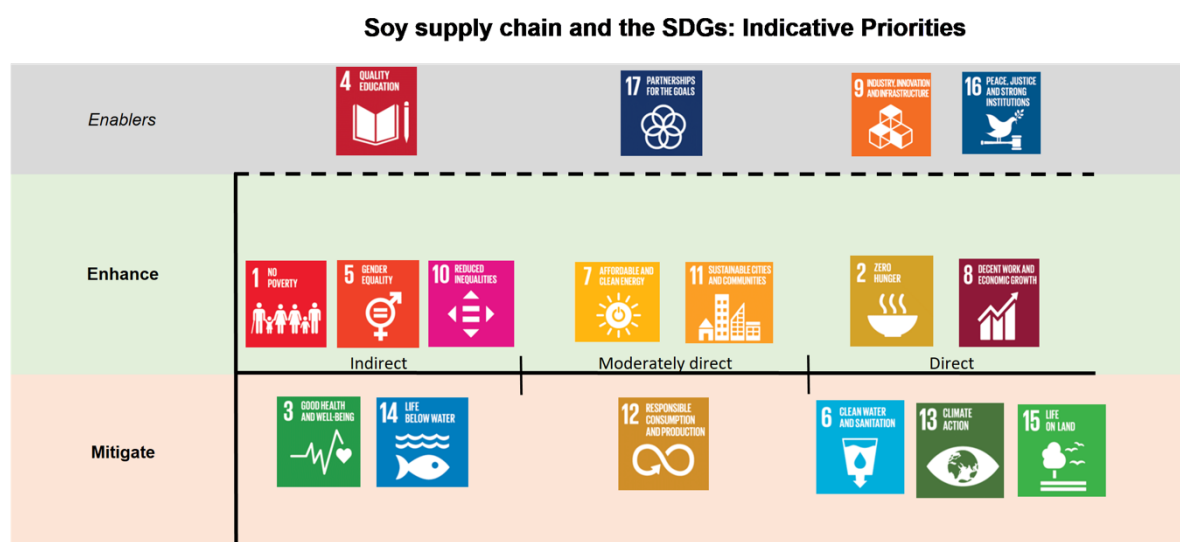 Soy supply chain and the SDGs: Indicative Priorities
Enablers
4 QUALITY
EDUCATION
17 PARTNERSHIPS
FOR THE GOALS
9 INDUSTRY, INNOVATION
AND INFRASTRUCTURE
16 PEACE, JUSTICE
AND STRONG
INSTITUTIONS
Enhance
1 NO
POVERTY
5 GENDER
EQUALITY
10 REDUCED
INEQUALITIES
7 AFFORDABLE AND
CLEAN ENERGY
11 SUSTAINABLE CITIES
AND COMMUNITIES
2 ZERO
HUNGER
8 DECENT WORK AND
ECONOMIC GROWTH
Indirect
Moderately direct
Direct
Mitigate
3 GOOD HEALTH
AND WELL-BEING
14 LIFE
BELOW WATER
12 RESPONSIBLE
CONSUMPTION
AND PRODUCTION
6 CLEAN WATER
AND SANITATION
13 CLIMATE
ACTION
15 LIFE
ON LAND